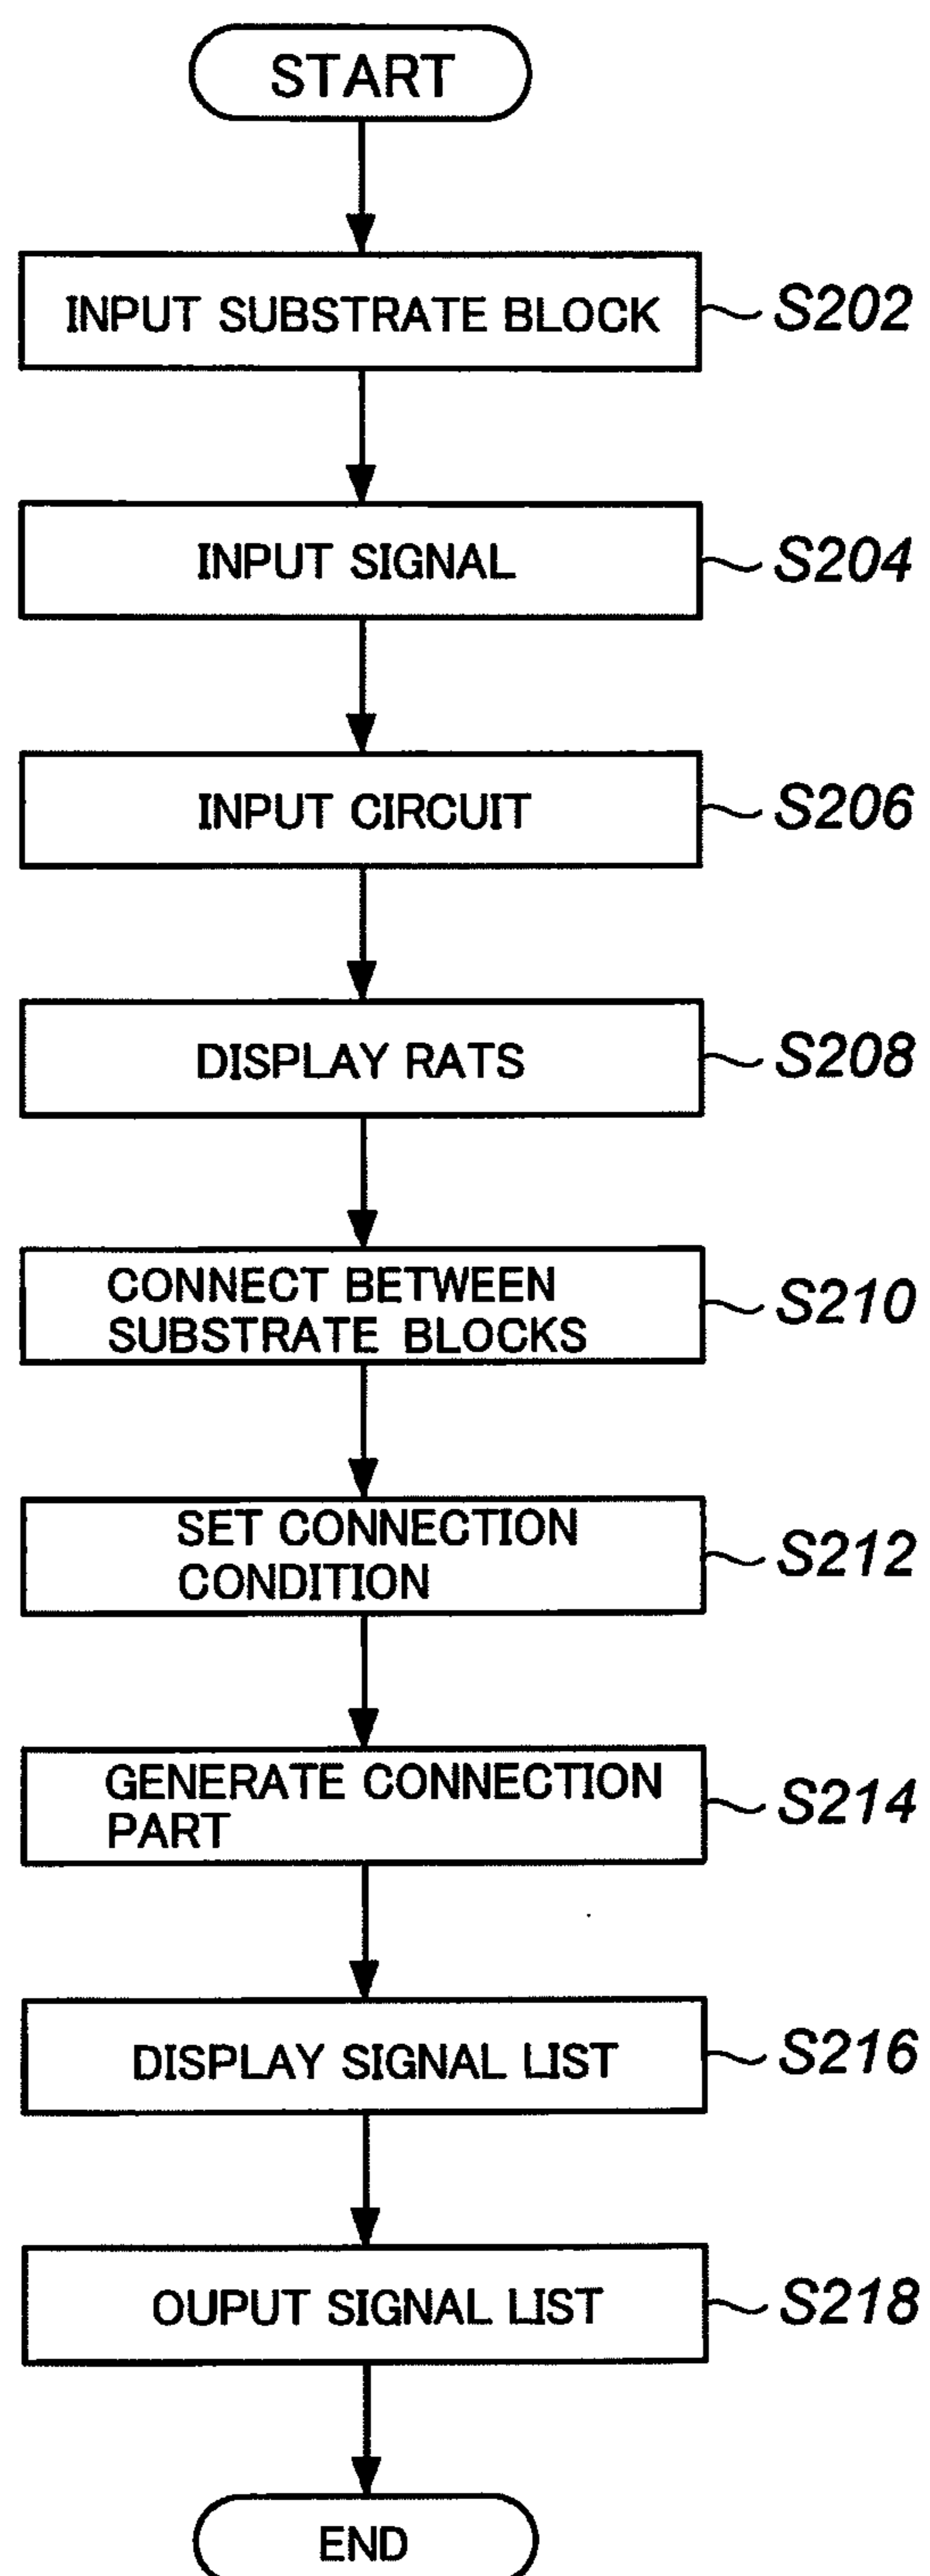 START
INPUT SUBSTRATE BLOCK
S202
INPUT SIGNAL
S204
INPUT CIRCUIT
S206
DISPLAY RATS
S208
CONNECT BETWEEN
SUBSTRATE BLOCKS
S210
SET CONNECTION
CONDITION
S212
GENERATE CONNECTION
PART
S214
DISPLAY SIGNAL LIST
S216
OUPUT SIGNAL LIST
S218
END